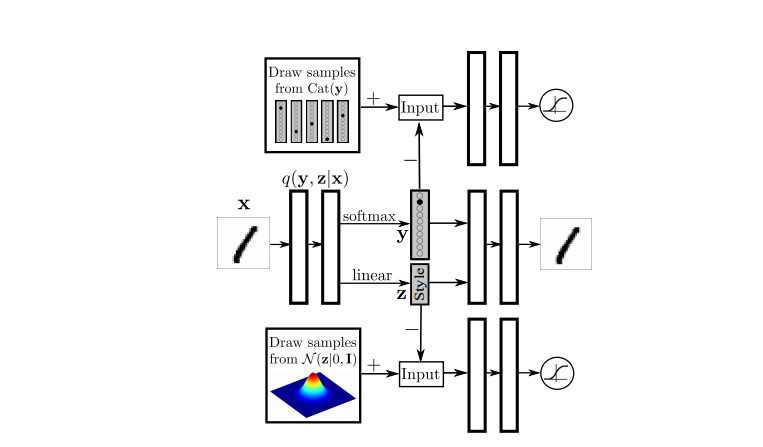 Draw samples
from Cat(y)
+
Input
−
q(y, z|x)
x
softmax
y
linear
z
Style
−
Draw samples
from 𝒩(z|0, I)
+
Input